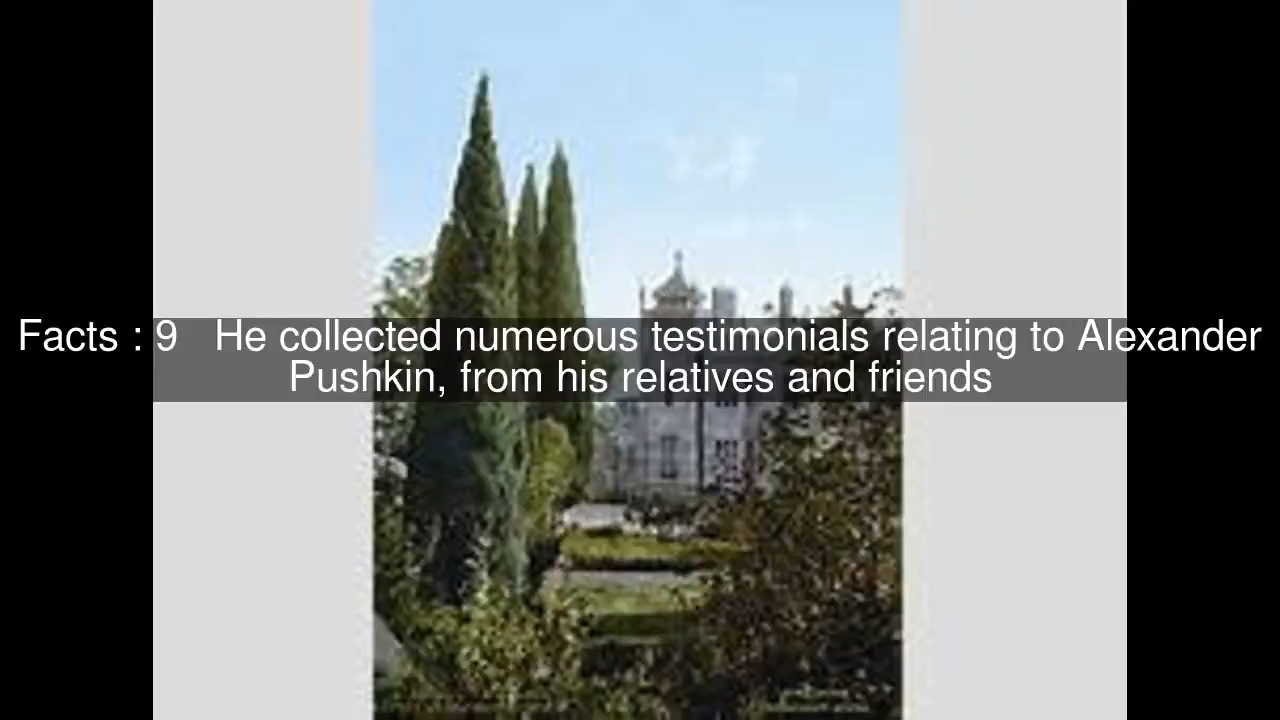 Facts : 9 He collected numerous testimonials relating to Alexander
Pushkin, from his relatives and friends